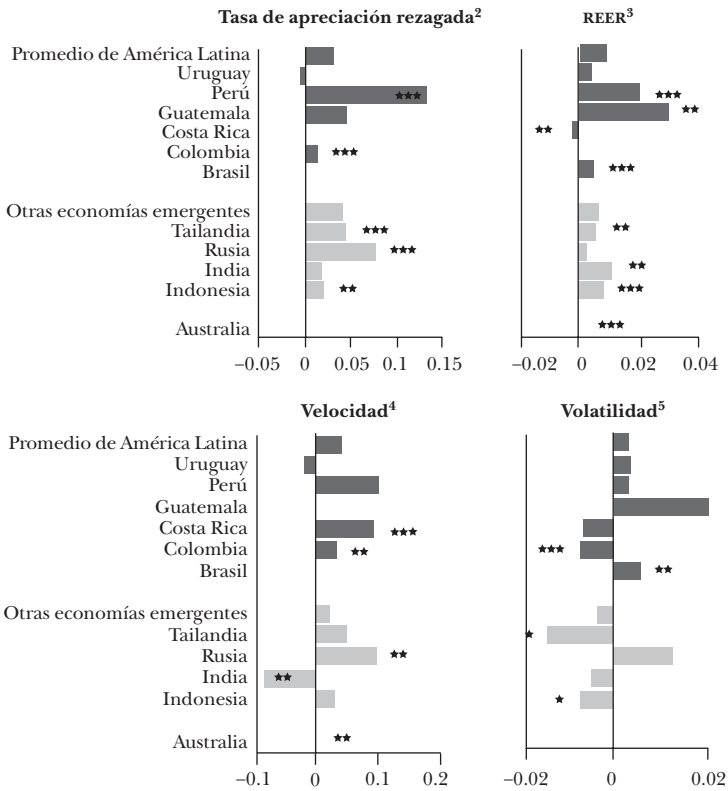 Tasa de apreciación rezagada² REER³
Promedio de América Latina
Uruguay
Perú ★★★ ★★★
Guatemala ★★
Costa Rica ★★
Colombia ★★★
Brasil ★★★
Otras economías emergentes
Tailandia ★★★ ★★
Rusia ★★★
India ★★
Indonesia ★★ ★★★
Australia ★★★
−0.05 0 0.05 0.1 0.15 −0.02 0 0.02 0.04
Velocidad⁴ Volatilidad⁵
Promedio de América Latina
Uruguay
Perú
Guatemala
Costa Rica ★★★
Colombia ★★ ★★★
Brasil ★★
Otras economías emergentes
Tailandia ★
Rusia ★★
India ★★
Indonesia ★
Australia ★★
−0.1 0 0.1 0.2 −0.02 0 0.02